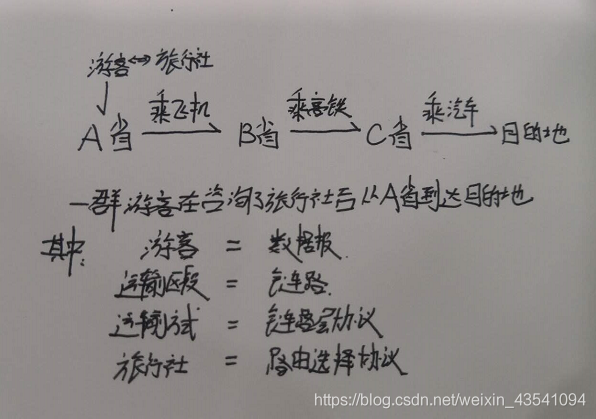 游客⇔旅行社
A省 乘飞机 B省 乘高铁 C省 乘汽车 目的地
一群游客在咨询了旅行社后从A省到达目的地
其中: 游客 = 数据报.
运输区段 = 链路.
运输方式 = 链路层协议
旅行社 = 路由选择协议
https://blog.csdn.net/weixin_43541094